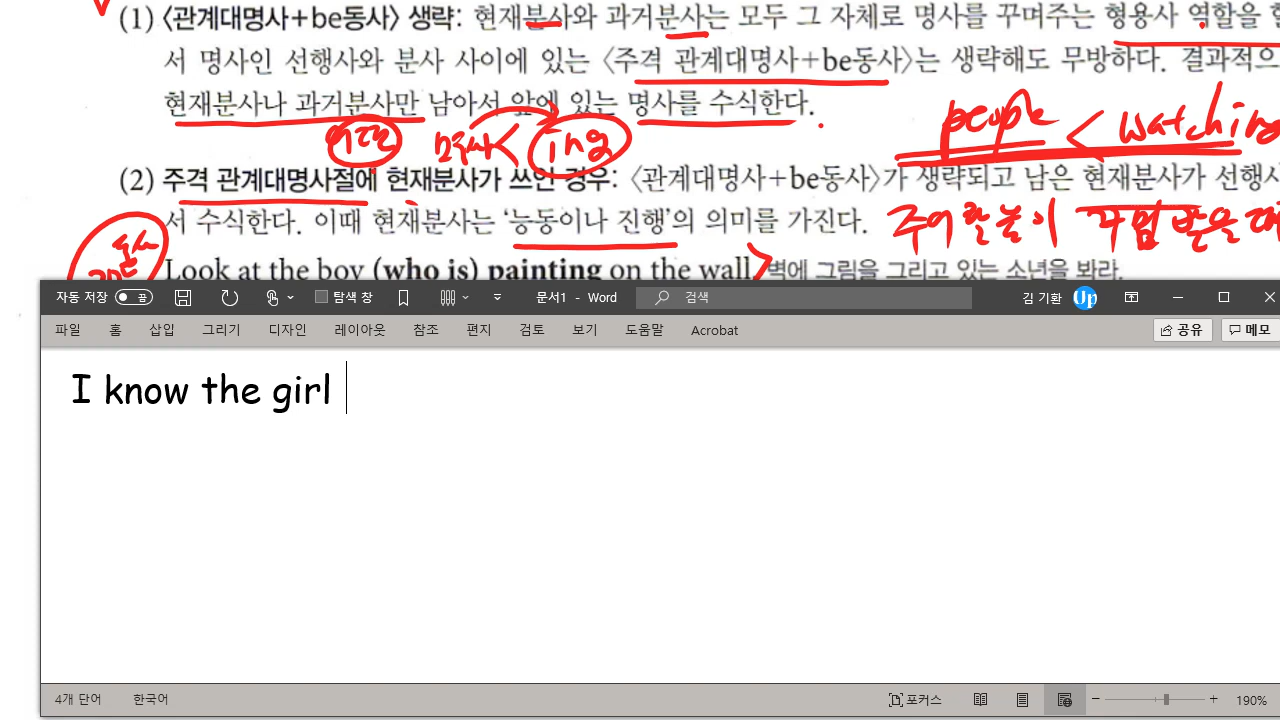 (1) 〈관계대명사+be동사〉 생략: 현재분사와 과거분사는 모두 그 자체로 명사를 꾸며주는 형용사 역할을
서 명사인 선행사와 분사 사이에 있는 〈주격 관계대명사+be동사〉는 생략해도 무방하다. 결과적으
현재분사나 과거분사만 남아서 앞에 있는 명사를 수식한다.
people < watching
< ing
(2) 주격 관계대명사절에 현재분사가 쓰인 경우: 〈관계대명사+be동사〉가 생략되고 남은 현재분사가 선행사
서 수식한다. 이때 현재분사는 '능동이나 진행'의 의미를 가진다.
주어 할 놈이
동사
Look at the boy (who is) painting on the wall. 벽에 그림을 그리고 있는 소년을 봐라.
자동 저장 끔 탐색 창 문서1 - Word 검색 김 기환 Up
파일 홈 삽입 그리기 디자인 레이아웃 참조 편지 검토 보기 도움말 Acrobat 공유 메모
I know the girl
4개 단어 한국어 포커스 190%